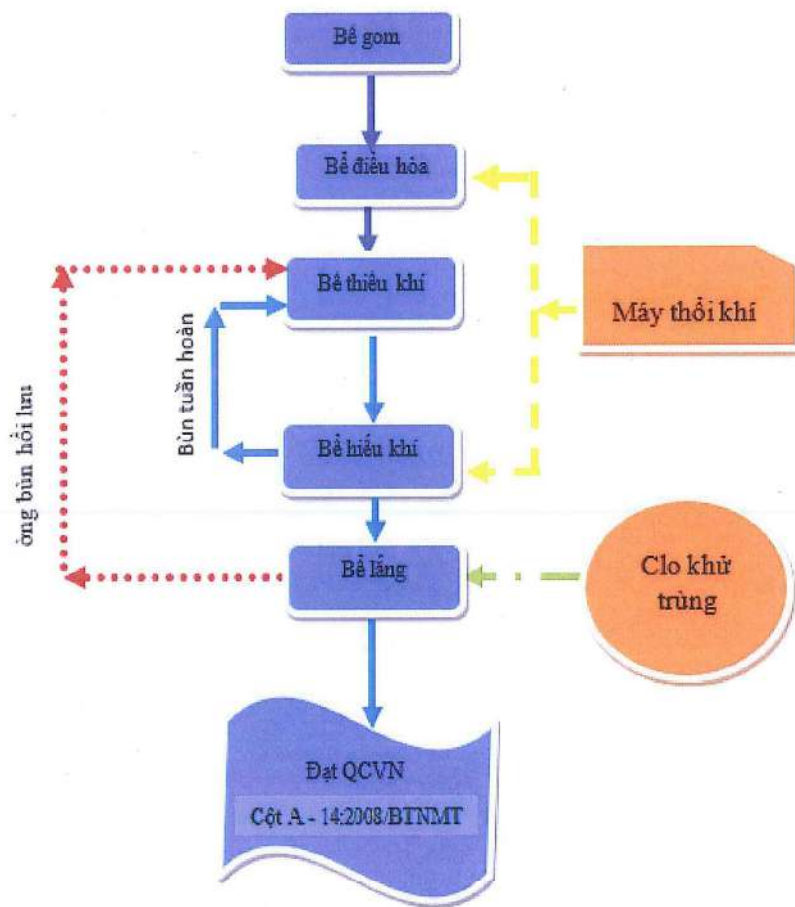 Bể gom
Bể điều hòa
Bể thiếu khí
Máy thổi khí
Bùn tuần hoàn
Bể hiếu khí
òng bùn hồi lưu
Bể lắng
Clo khử
trùng
Đạt QCVN
Cột A - 14:2008/BTNMT